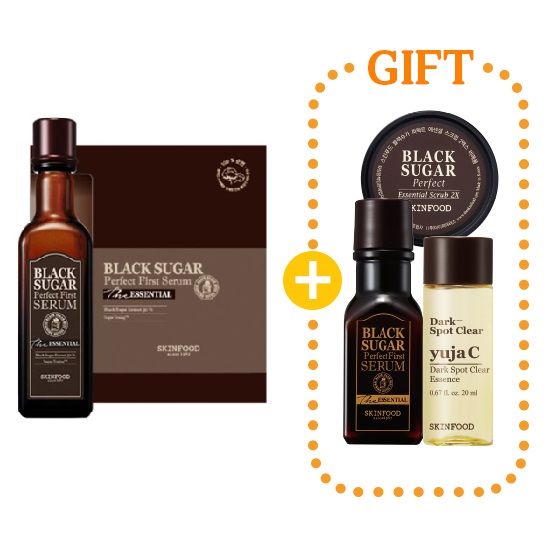 GIFT
BLACK
SUGAR
Perfect First
SERUM
The ESSENTIAL
SKINFOOD
BLACK SUGAR
Perfect First Serum
The ESSENTIAL
SKINFOOD
since 1957
BLACK
SUGAR
Perfect
Essential Scrub 2X
SKINFOOD
+
BLACK
SUGAR
Perfect First
SERUM
The ESSENTIAL
SKINFOOD
Dark
Spot Clear
yuja C
Dark Spot Clear
Essence
0.67 fl. oz. 20 ml
SKINFOOD